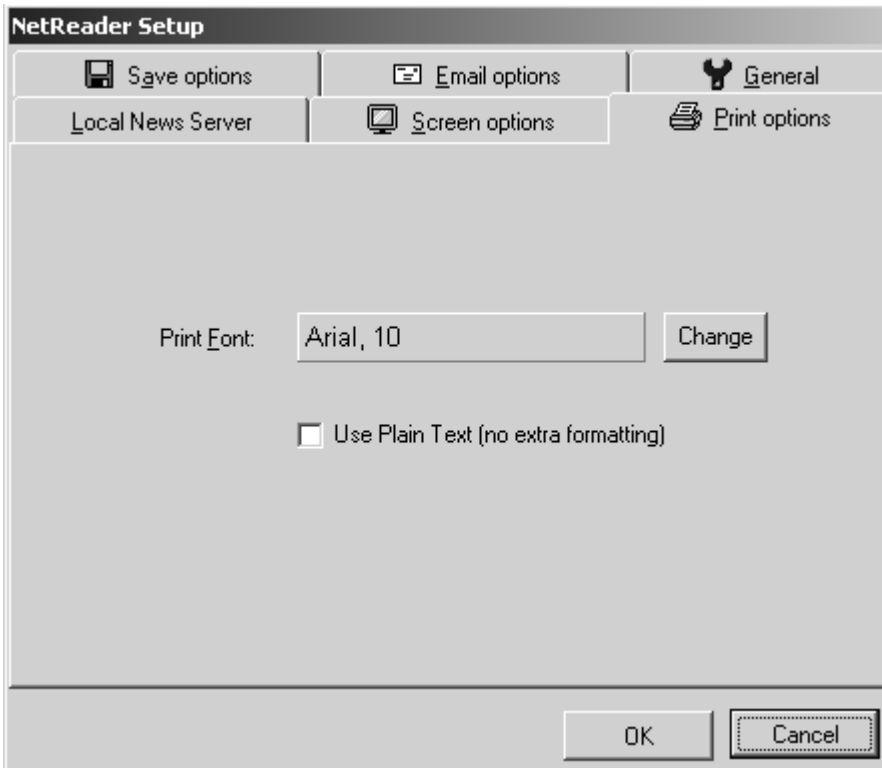 NetReader Setup
Save options
Email options
General
Local News Server
Screen options
Print options
Print Font:
Arial, 10
Change
Use Plain Text (no extra formatting)
OK
Cancel